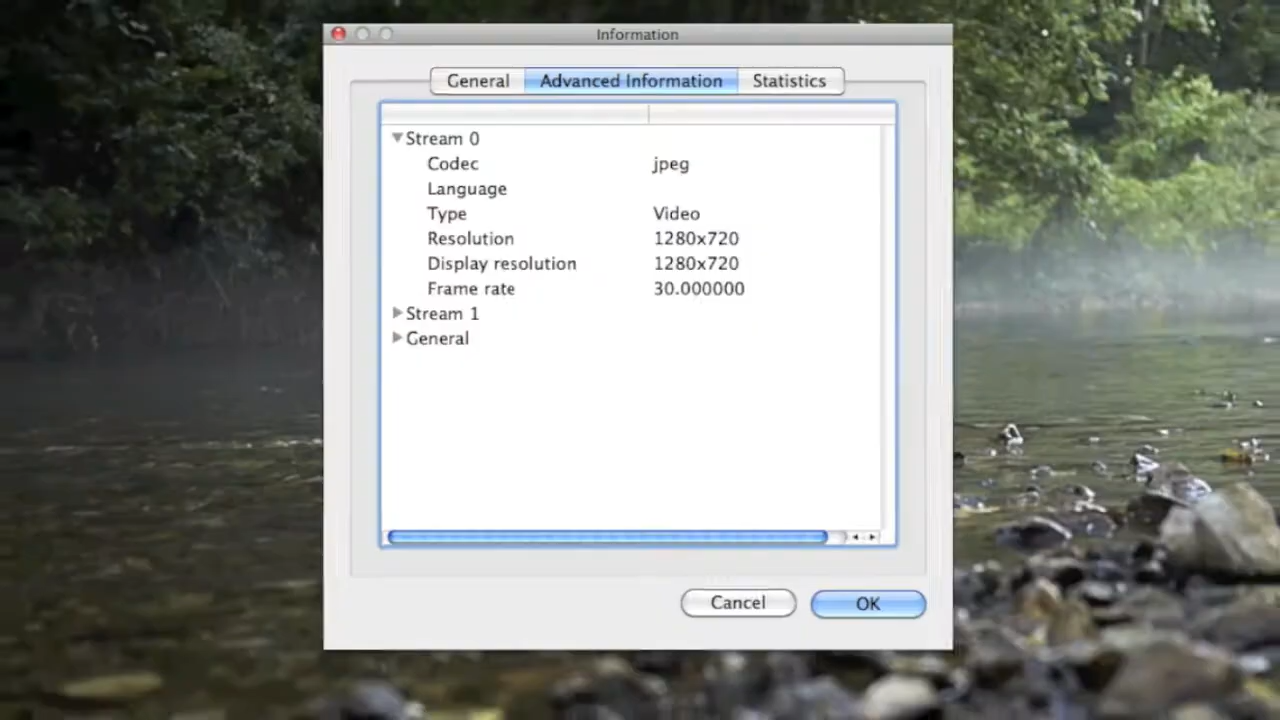 Information
General Advanced Information Statistics
Stream 0
Codec jpeg
Language
Type Video
Resolution 1280x720
Display resolution 1280x720
Frame rate 30.000000
Stream 1
General
Cancel OK